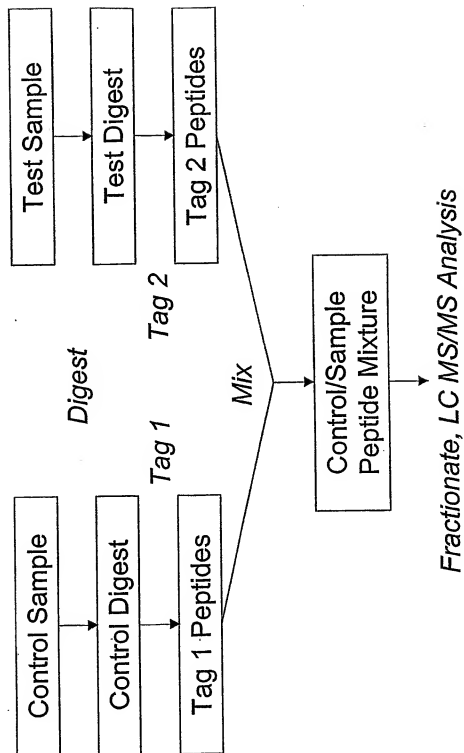 Control Sample
Test Sample
Digest
Control Digest
Test Digest
Tag 1
Tag 2
Tag 1 Peptides
Tag 2 Peptides
Mix
Control/Sample
Peptide Mixture
Fractionate, LC MS/MS Analysis